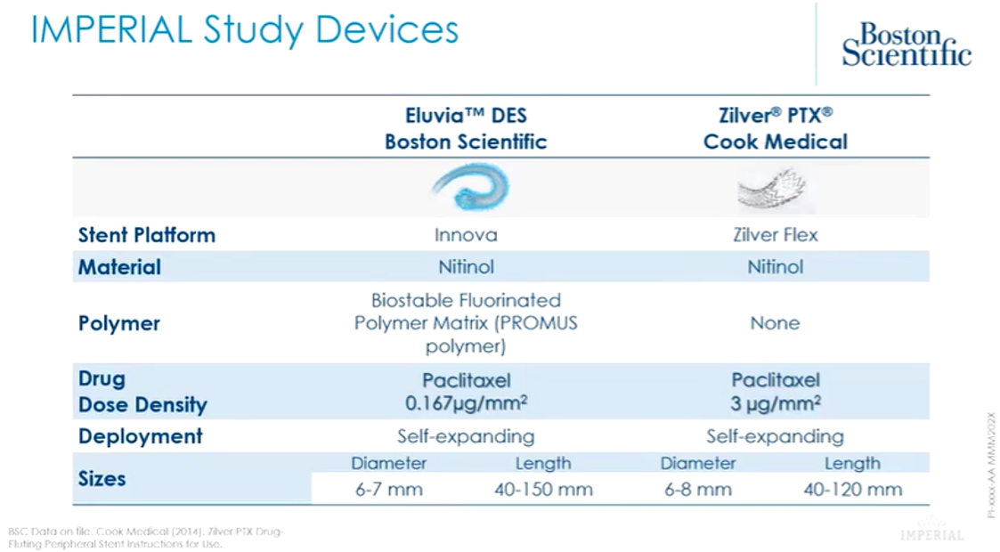 IMPERIAL Study Devices
Boston
Scientific
Eluvia™ DES
Boston Scientific
Zilver® PTX®
Cook Medical
Stent Platform Innova Zilver Flex
Material Nitinol Nitinol
Polymer
Biostable Fluorinated
Polymer Matrix (PROMUS
polymer)
None
Drug
Dose Density
Paclitaxel
0.167µg/mm²
Paclitaxel
3 µg/mm²
Deployment Self-expanding Self-expanding
Sizes
Diameter Length Diameter Length
6-7 mm 40-150 mm 6-8 mm 40-120 mm
BSC Data on file. Cook Medical (2014). Zilver PTX Drug-
Eluting Peripheral Stent Instructions for Use.
IMPERIAL
PI-xxxx-AA MMM202X